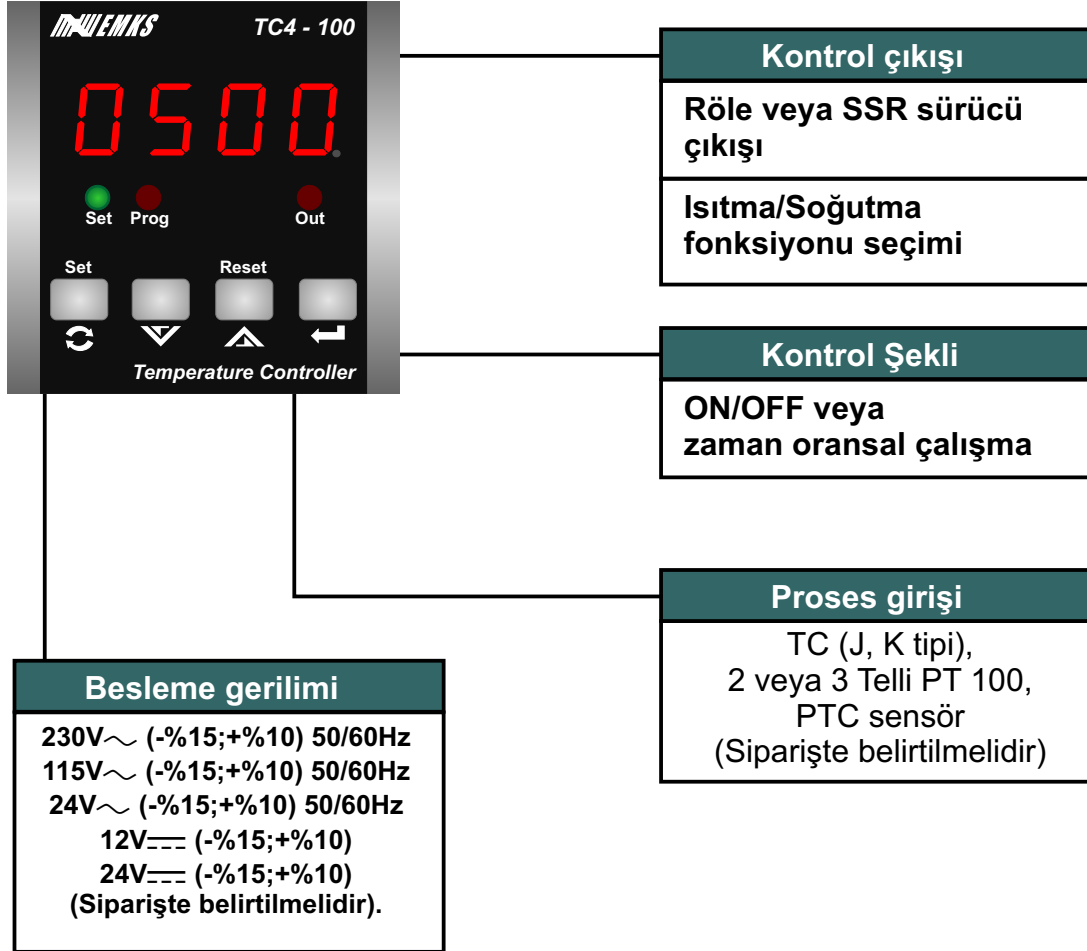 EMKS TC4 - 100
0500.
Set Prog Out
Set Reset
Temperature Controller
Kontrol çıkışı
Röle veya SSR sürücü
çıkışı
Isıtma/Soğutma
fonksiyonu seçimi
Kontrol Şekli
ON/OFF veya
zaman oransal çalışma
Proses girişi
TC (J, K tipi),
2 veya 3 Telli PT 100,
PTC sensör
(Siparişte belirtilmelidir)
Besleme gerilimi
230V～ (-%15;+%10) 50/60Hz
115V～ (-%15;+%10) 50/60Hz
24V～ (-%15;+%10) 50/60Hz
12V⎓ (-%15;+%10)
24V⎓ (-%15;+%10)
(Siparişte belirtilmelidir).